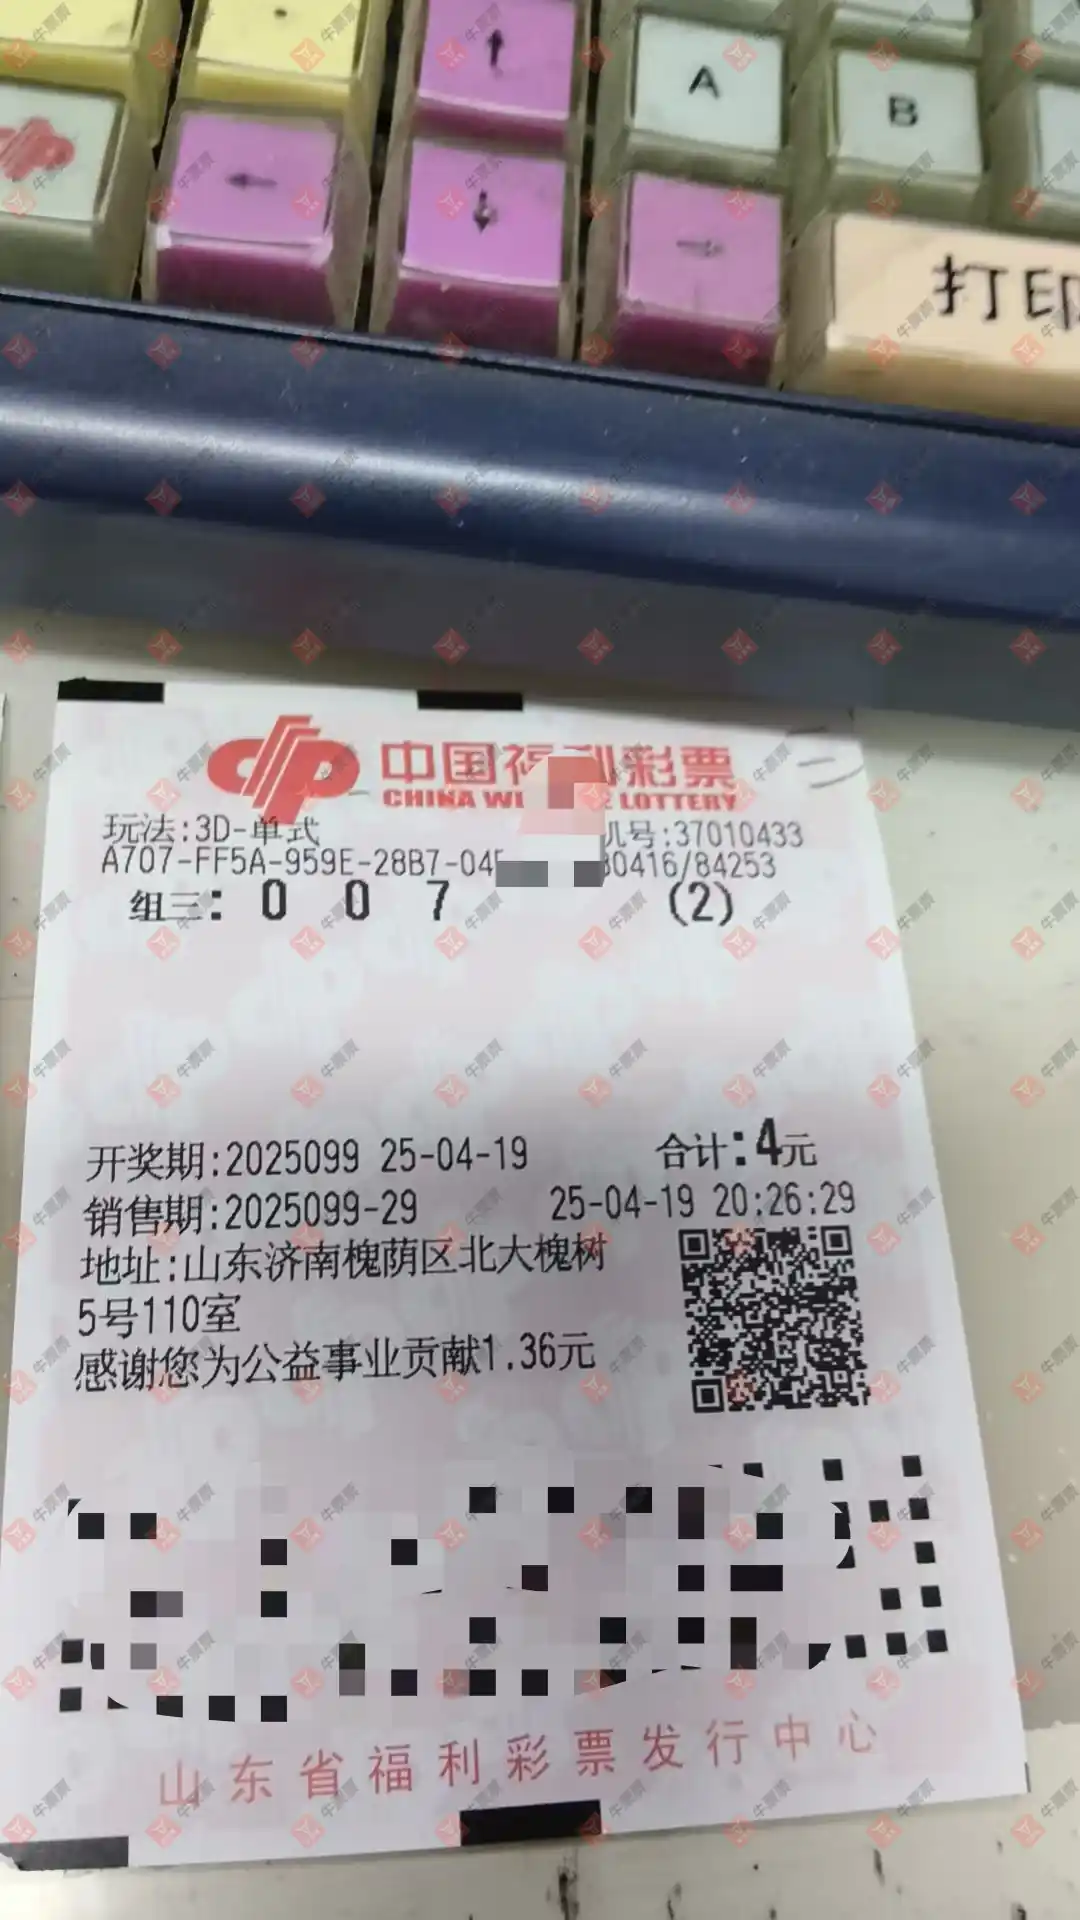 A
B
打印
中国福利彩票
CHINA WE LOTTERY
玩法:3D-单式 机号:37010433
A707-FF5A-959E-28B7-04 80416/84253
组三: 0 0 7 (2)
开奖期:2025099 25-04-19 合计:4元
销售期:2025099-29 25-04-19 20:26:29
地址:山东济南槐荫区北大槐树
5号110室
感谢您为公益事业贡献1.36元
山东省福利彩票发行中心
牛票票